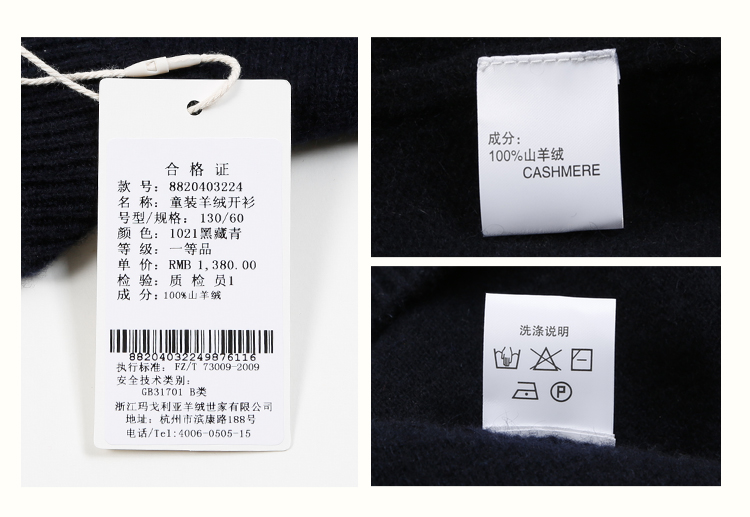 合格证
款 号: 8820403224
名 称: 童装羊绒开衫
号型/规格: 130/60
颜 色: 1021黑藏青
等 级: 一等品
单 价: RMB 1,380.00
检 验: 质 检 员1
成 分: 100%山羊绒
88204032249876116
执行标准: FZ/T 73009-2009
安全技术类别:
GB31701 B类
浙江玛戈利亚羊绒世家有限公司
地址: 杭州市滨康路188号
电话/Tel:4006-0505-15
成分:
100%山羊绒
CASHMERE
洗涤说明
P